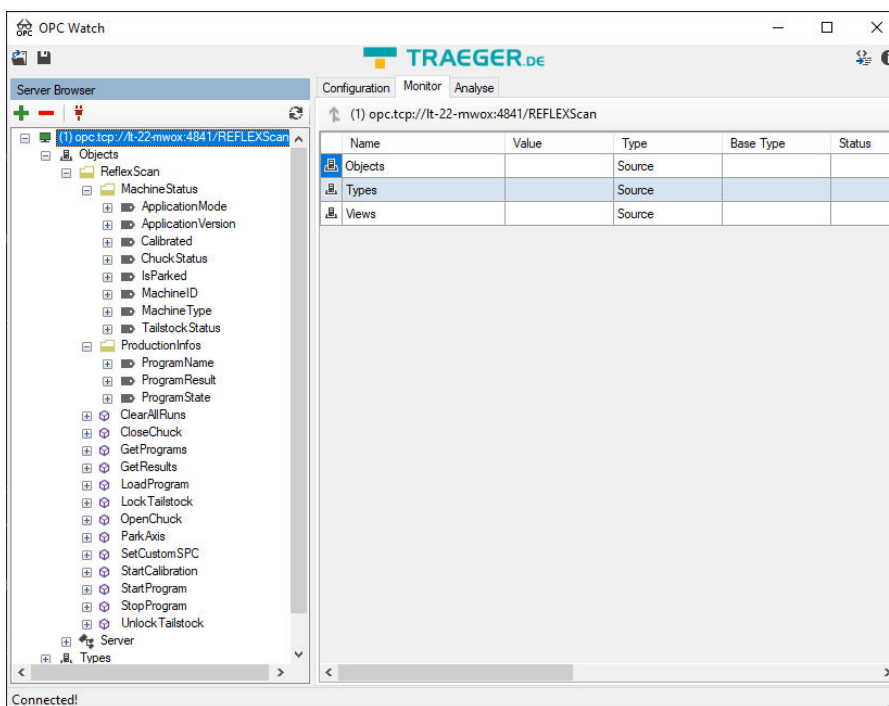 OPC Watch
TRAEGER.DE
Server Browser
(1) opc.tcp://lt-22-mwox:4841/REFLEXScan
Objects
ReflexScan
MachineStatus
ApplicationMode
ApplicationVersion
Calibrated
ChuckStatus
IsParked
MachineID
MachineType
TailstockStatus
ProductionInfos
ProgramName
ProgramResult
ProgramState
ClearAllRuns
CloseChuck
GetPrograms
GetResults
LoadProgram
LockTailstock
OpenChuck
ParkAxis
SetCustomSPC
StartCalibration
StartProgram
StopProgram
UnlockTailstock
Server
Types
Configuration Monitor Analyse
(1) opc.tcp://lt-22-mwox:4841/REFLEXScan
Name Value Type Base Type Status
Objects Source
Types Source
Views Source
Connected!